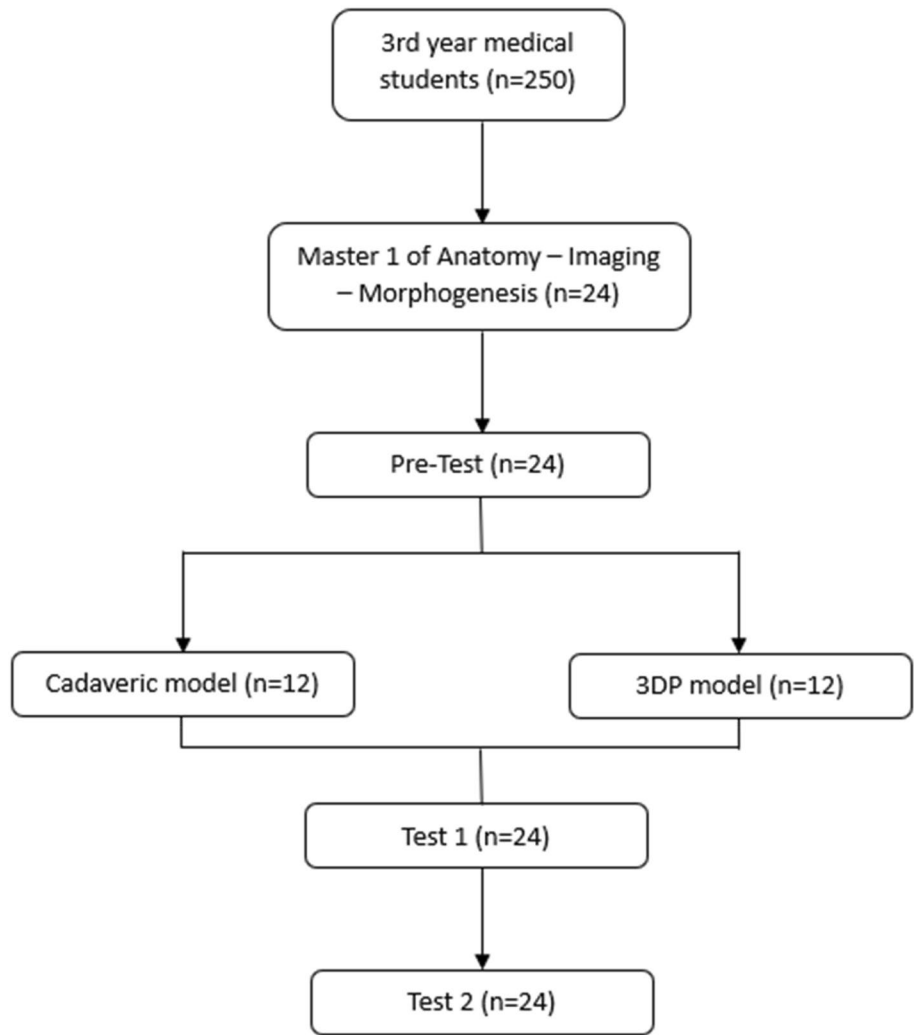 3rd year medical
students (n=250)
Master 1 of Anatomy – Imaging
– Morphogenesis (n=24)
Pre-Test (n=24)
Cadaveric model (n=12)
3DP model (n=12)
Test 1 (n=24)
Test 2 (n=24)